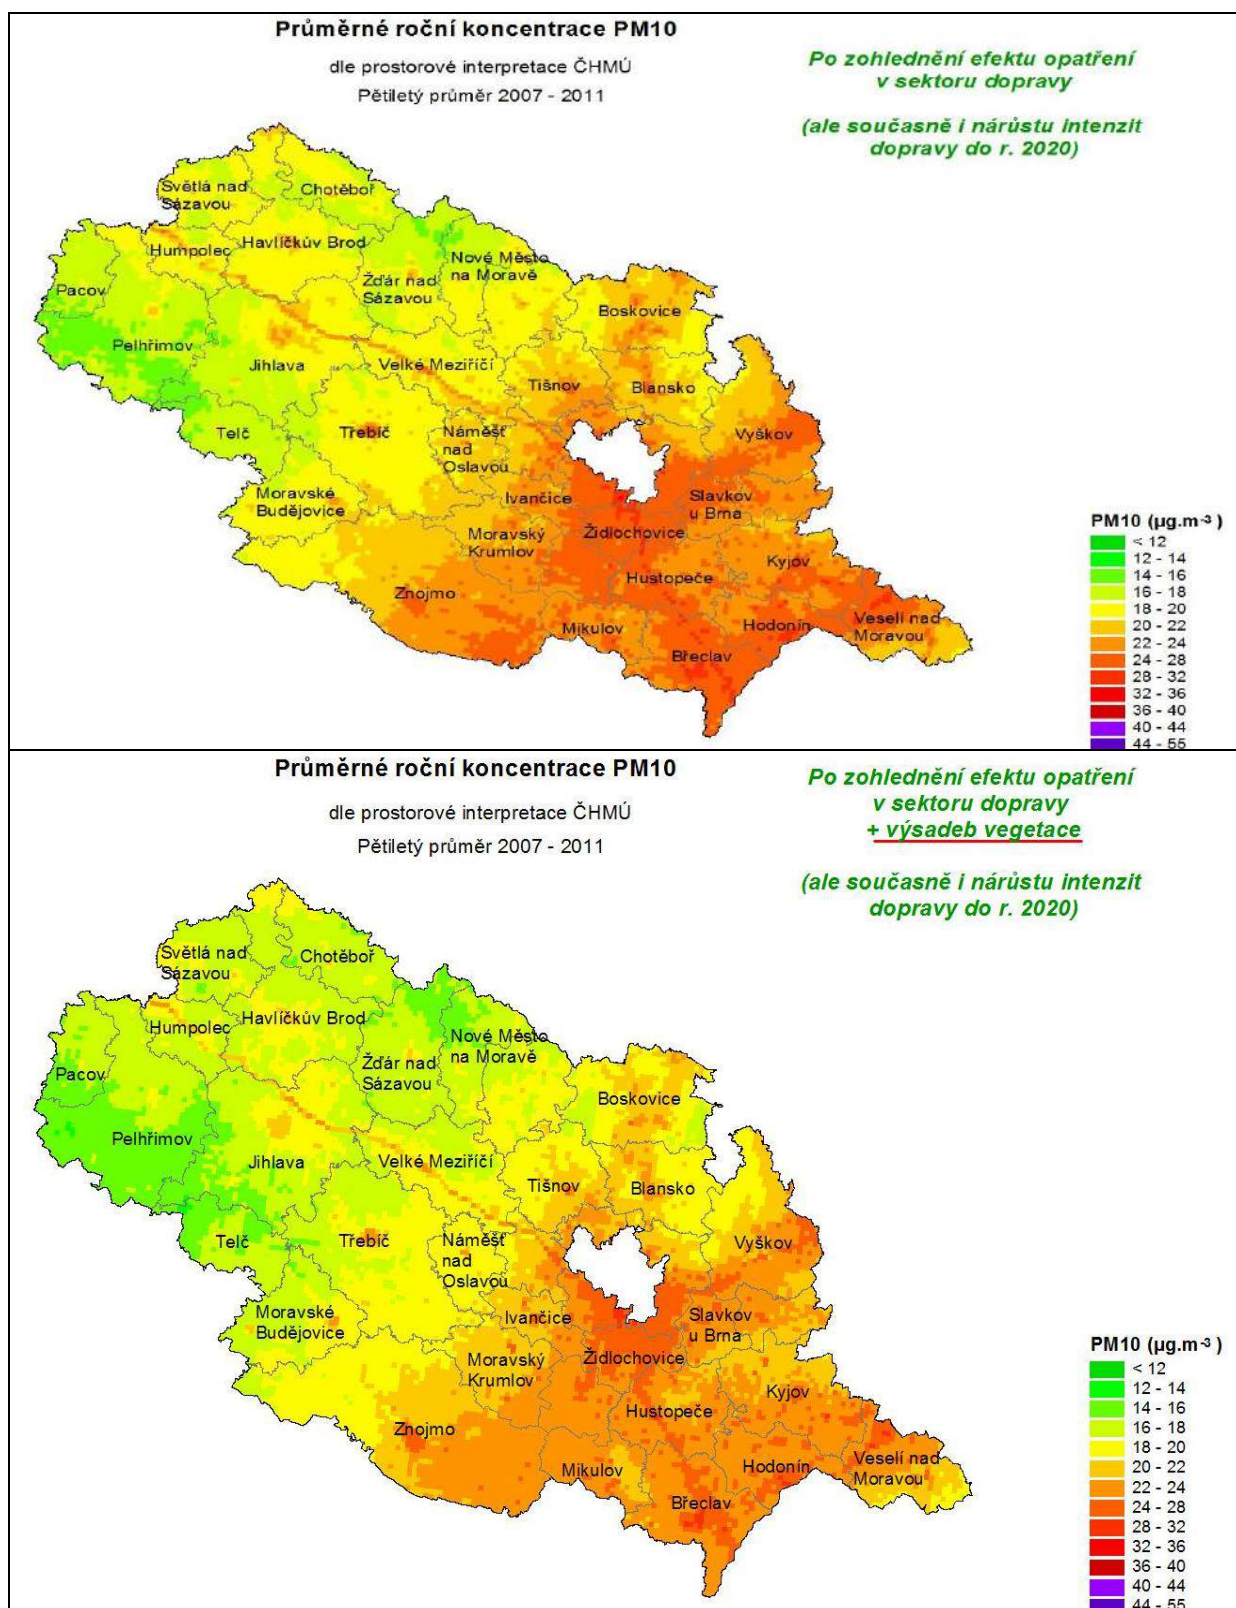 Průměrné roční koncentrace PM10
dle prostorové interpretace ČHMÚ
Pětiletý průměr 2007 - 2011
Po zohlednění efektu opatření
v sektoru dopravy
(ale současně i nárůstu intenzit
dopravy do r. 2020)
Světlá nad
Sázavou
Chotěboř
Humpolec
Havlíčkův Brod
Nové Město
na Moravě
Žďár nad
Sázavou
Pacov
Boskovice
Pelhřimov
Jihlava
Velké Meziříčí
Tišnov
Blansko
Telč
Třebíč
Náměšť
nad
Oslavou
Vyškov
Moravské
Budějovice
Ivančice
Slavkov
u Brna
Moravský
Krumlov
Židlochovice
Kyjov
Hustopeče
Znojmo
Mikulov
Hodonín
Veselí nad
Moravou
Břeclav
PM10 (µg.m-3 )
< 12
12 - 14
14 - 16
16 - 18
18 - 20
20 - 22
22 - 24
24 - 28
28 - 32
32 - 36
36 - 40
40 - 44
44 - 55
Průměrné roční koncentrace PM10
dle prostorové interpretace ČHMÚ
Pětiletý průměr 2007 - 2011
Po zohlednění efektu opatření
v sektoru dopravy
+ výsadeb vegetace
(ale současně i nárůstu intenzit
dopravy do r. 2020)
Světlá nad
Sázavou
Chotěboř
Humpolec
Havlíčkův Brod
Nové Město
na Moravě
Žďár nad
Sázavou
Pacov
Boskovice
Pelhřimov
Jihlava
Velké Meziříčí
Tišnov
Blansko
Telč
Třebíč
Náměšť
nad
Oslavou
Vyškov
Moravské
Budějovice
Ivančice
Slavkov
u Brna
Moravský
Krumlov
Židlochovice
Kyjov
Hustopeče
Znojmo
Mikulov
Hodonín
Veselí nad
Moravou
Břeclav
PM10 (µg.m-3 )
< 12
12 - 14
14 - 16
16 - 18
18 - 20
20 - 22
22 - 24
24 - 28
28 - 32
32 - 36
36 - 40
40 - 44
44 - 55